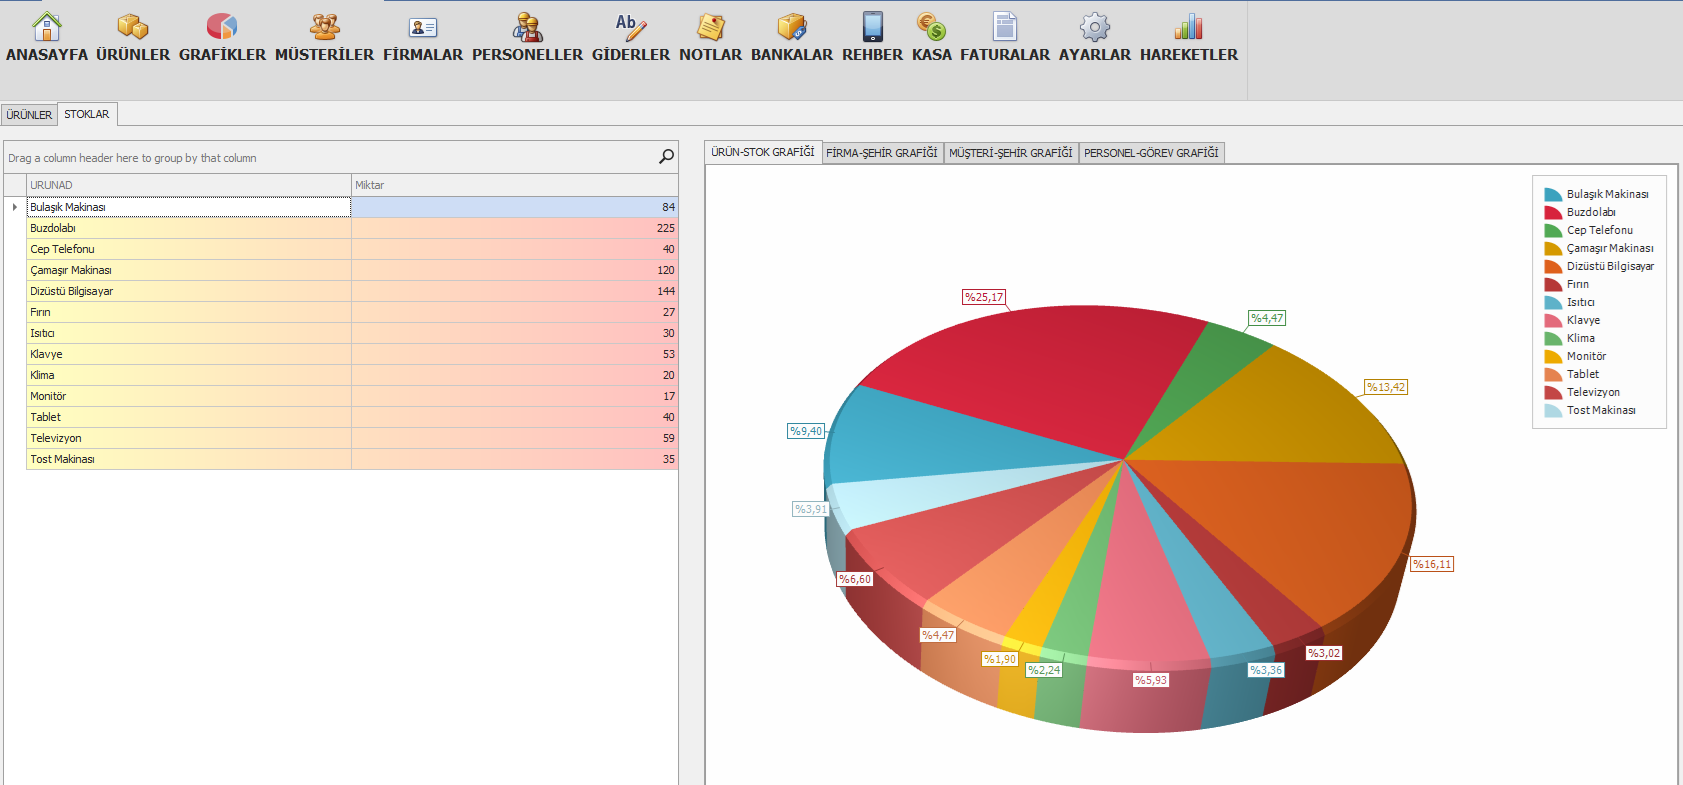 ANASAYFA ÜRÜNLER GRAFİKLER MÜSTERİLER FİRMALAR PERSONELLER GİDERLER NOTLAR BANKALAR REHBER KASA FATURALAR AYARLAR HAREKETLER
ÜRÜNLER STOKLAR
Drag a column header here to group by that column
URUNAD Miktar
Bulaşık Makinası 84
Buzdolabı 225
Cep Telefonu 40
Çamaşır Makinası 120
Dizüstü Bilgisayar 144
Fırın 27
Isıtıcı 30
Klavye 53
Klima 20
Monitör 17
Tablet 40
Televizyon 59
Tost Makinası 35
ÜRÜN-STOK GRAFİĞİ FİRMA-ŞEHİR GRAFİĞİ MÜŞTERİ-ŞEHİR GRAFİĞİ PERSONEL-GÖREV GRAFİĞİ
%25,17
%4,47
%13,42
%9,40
%3,91
%16,11
%6,60
%4,47
%1,90
%2,24
%5,93
%3,36
%3,02
Bulaşık Makinası
Buzdolabı
Cep Telefonu
Çamaşır Makinası
Dizüstü Bilgisayar
Fırın
Isıtıcı
Klavye
Klima
Monitör
Tablet
Televizyon
Tost Makinası